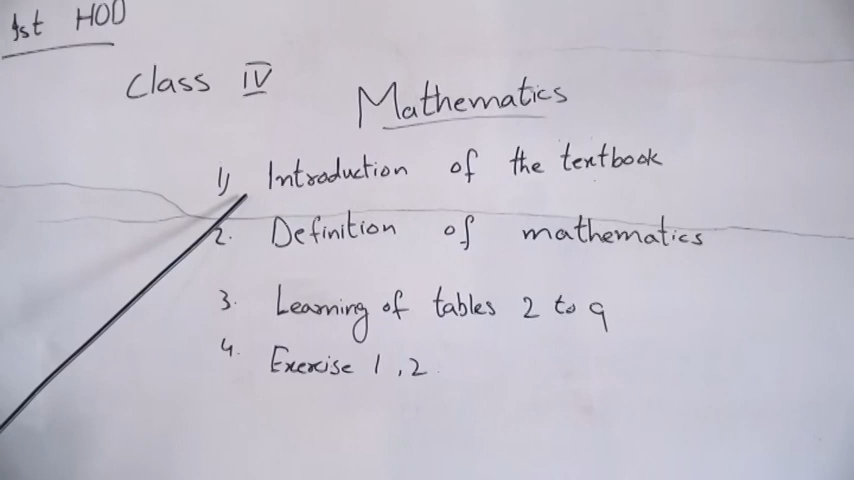 1st HOD
Class IV
Mathematics
1) Introduction of the textbook
2. Definition of mathematics
3. Learning of tables 2 to 9
4. Exercise 1,2.